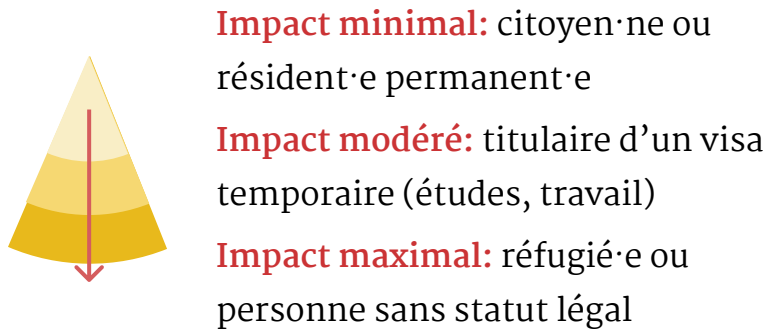 Impact minimal: citoyen·ne ou
résident·e permanent·e
Impact modéré: titulaire d’un visa
temporaire (études, travail)
Impact maximal: réfugié·e ou
personne sans statut légal